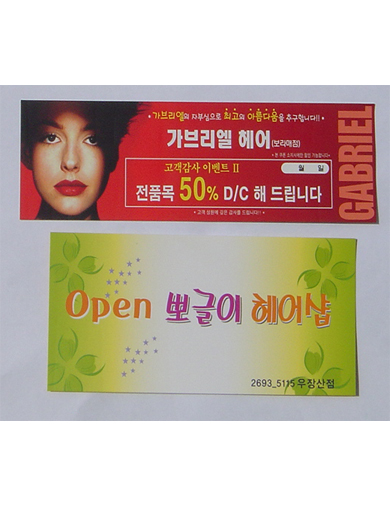 •가브리엘의 자부심으로 최고의 아름다움을 추구합니다!!•
가브리엘 헤어(보라매점)
고객감사 이벤트 II
월 일
전품목 50% D/C 해 드립니다
GABRIEL
Open 뽀글이 헤어샵
2693_5115 우장산점